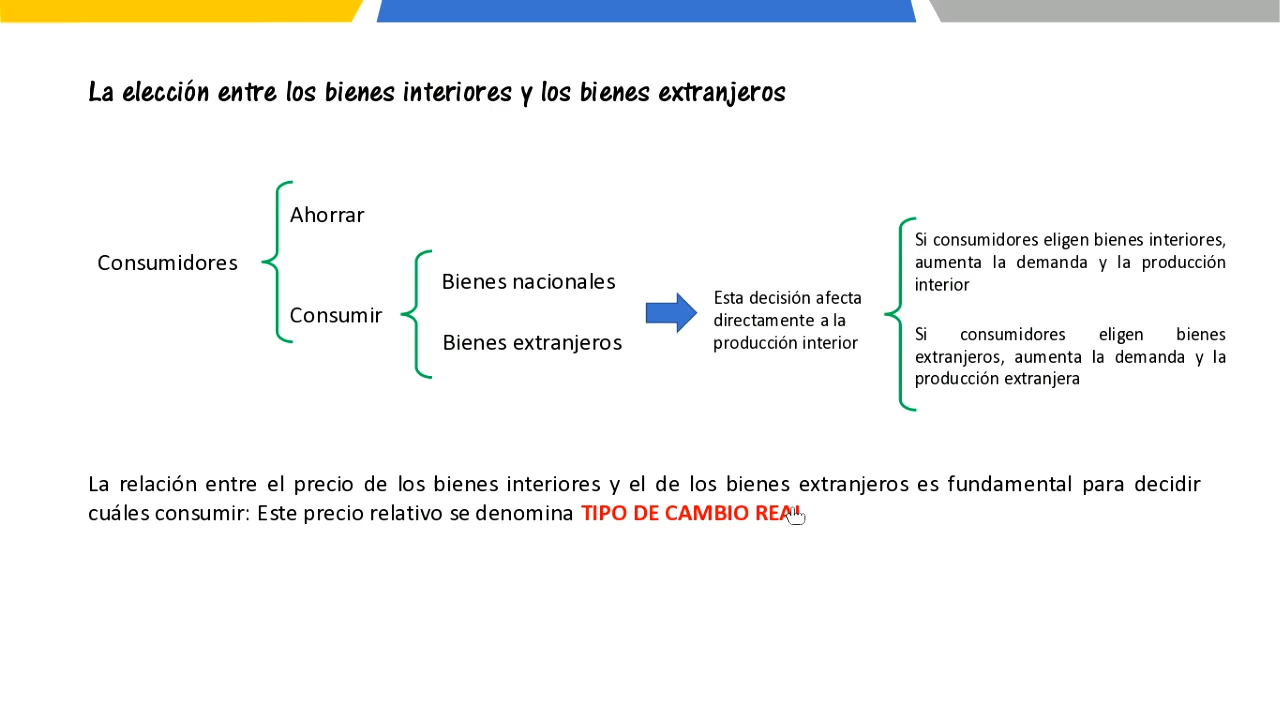 La elección entre los bienes interiores y los bienes extranjeros
Consumidores
Ahorrar
Consumir
Bienes nacionales
Bienes extranjeros
Esta decisión afecta
directamente a la
producción interior
Si consumidores eligen bienes interiores,
aumenta la demanda y la producción
interior
Si consumidores eligen bienes
extranjeros, aumenta la demanda y la
producción extranjera
La relación entre el precio de los bienes interiores y el de los bienes extranjeros es fundamental para decidir
cuáles consumir: Este precio relativo se denomina TIPO DE CAMBIO REAL